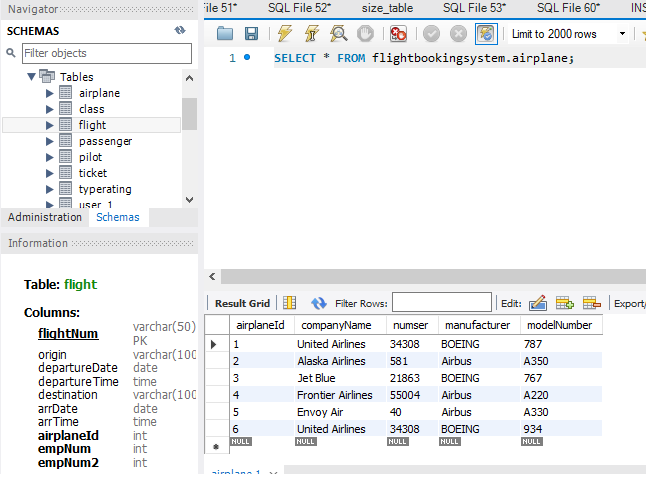 Navigator
SCHEMAS
Filter objects
Tables
airplane
class
flight
passenger
pilot
ticket
typerating
user_1
Administration Schemas
Information
Table: flight
Columns:
flightNum varchar(50) PK
origin varchar(100
departureDate date
departureTime time
destination varchar(100
arrDate date
arrTime time
airplaneId int
empNum int
empNum2 int
File 51* SQL File 52* size_table SQL File 53* SQL File 60* INS
Limit to 2000 rows
1 SELECT * FROM flightbookingsystem.airplane;
Result Grid Filter Rows: Edit: Export/
airplaneId companyName numser manufacturer modelNumber
1 United Airlines 34308 BOEING 787
2 Alaska Airlines 581 Airbus A350
3 Jet Blue 21863 BOEING 767
4 Frontier Airlines 55004 Airbus A220
5 Envoy Air 40 Airbus A330
6 United Airlines 34308 BOEING 934
NULL NULL NULL NULL NULL
airplane 1